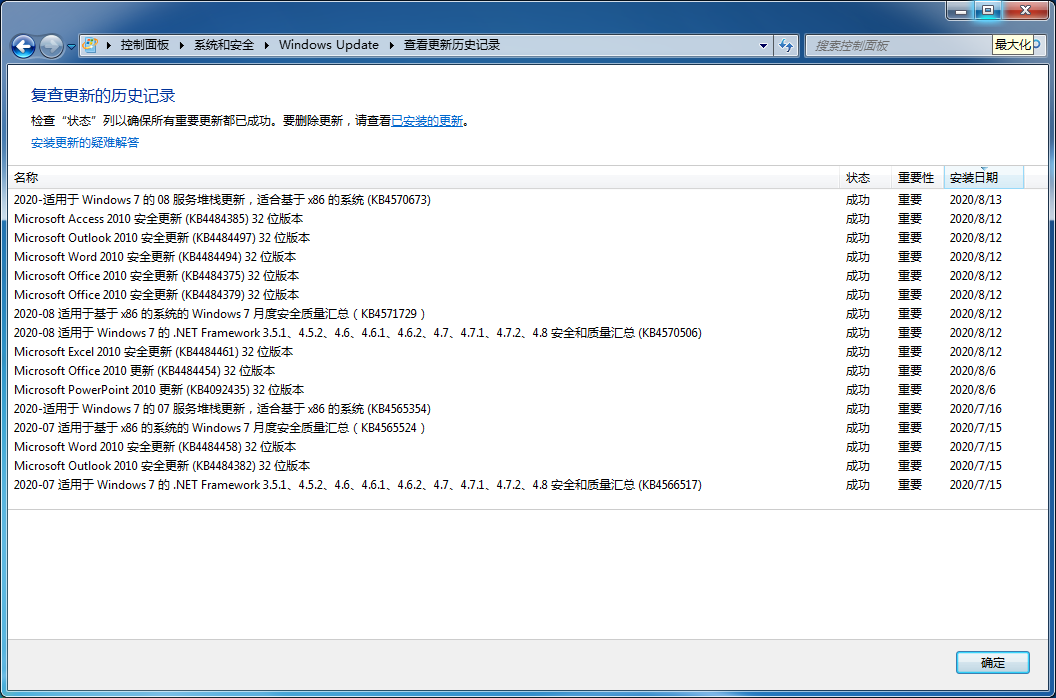 控制面板 系统和安全 Windows Update 查看更新历史记录 搜索控制面板 最大化
复查更新的历史记录
检查“状态”列以确保所有重要更新都已成功。要删除更新，请查看已安装的更新。
安装更新的疑难解答
名称 状态 重要性 安装日期
2020-适用于 Windows 7 的 08 服务堆栈更新，适合基于 x86 的系统 (KB4570673) 成功 重要 2020/8/13
Microsoft Access 2010 安全更新 (KB4484385) 32 位版本 成功 重要 2020/8/12
Microsoft Outlook 2010 安全更新 (KB4484497) 32 位版本 成功 重要 2020/8/12
Microsoft Word 2010 安全更新 (KB4484494) 32 位版本 成功 重要 2020/8/12
Microsoft Office 2010 安全更新 (KB4484375) 32 位版本 成功 重要 2020/8/12
Microsoft Office 2010 安全更新 (KB4484379) 32 位版本 成功 重要 2020/8/12
2020-08 适用于基于 x86 的系统的 Windows 7 月度安全质量汇总（KB4571729） 成功 重要 2020/8/12
2020-08 适用于 Windows 7 的 .NET Framework 3.5.1、4.5.2、4.6、4.6.1、4.6.2、4.7、4.7.1、4.7.2、4.8 安全和质量汇总 (KB4570506) 成功 重要 2020/8/12
Microsoft Excel 2010 安全更新 (KB4484461) 32 位版本 成功 重要 2020/8/12
Microsoft Office 2010 更新 (KB4484454) 32 位版本 成功 重要 2020/8/6
Microsoft PowerPoint 2010 更新 (KB4092435) 32 位版本 成功 重要 2020/8/6
2020-适用于 Windows 7 的 07 服务堆栈更新，适合基于 x86 的系统 (KB4565354) 成功 重要 2020/7/16
2020-07 适用于基于 x86 的系统的 Windows 7 月度安全质量汇总（KB4565524） 成功 重要 2020/7/15
Microsoft Word 2010 安全更新 (KB4484458) 32 位版本 成功 重要 2020/7/15
Microsoft Outlook 2010 安全更新 (KB4484382) 32 位版本 成功 重要 2020/7/15
2020-07 适用于 Windows 7 的 .NET Framework 3.5.1、4.5.2、4.6、4.6.1、4.6.2、4.7、4.7.1、4.7.2、4.8 安全和质量汇总 (KB4566517) 成功 重要 2020/7/15
确定